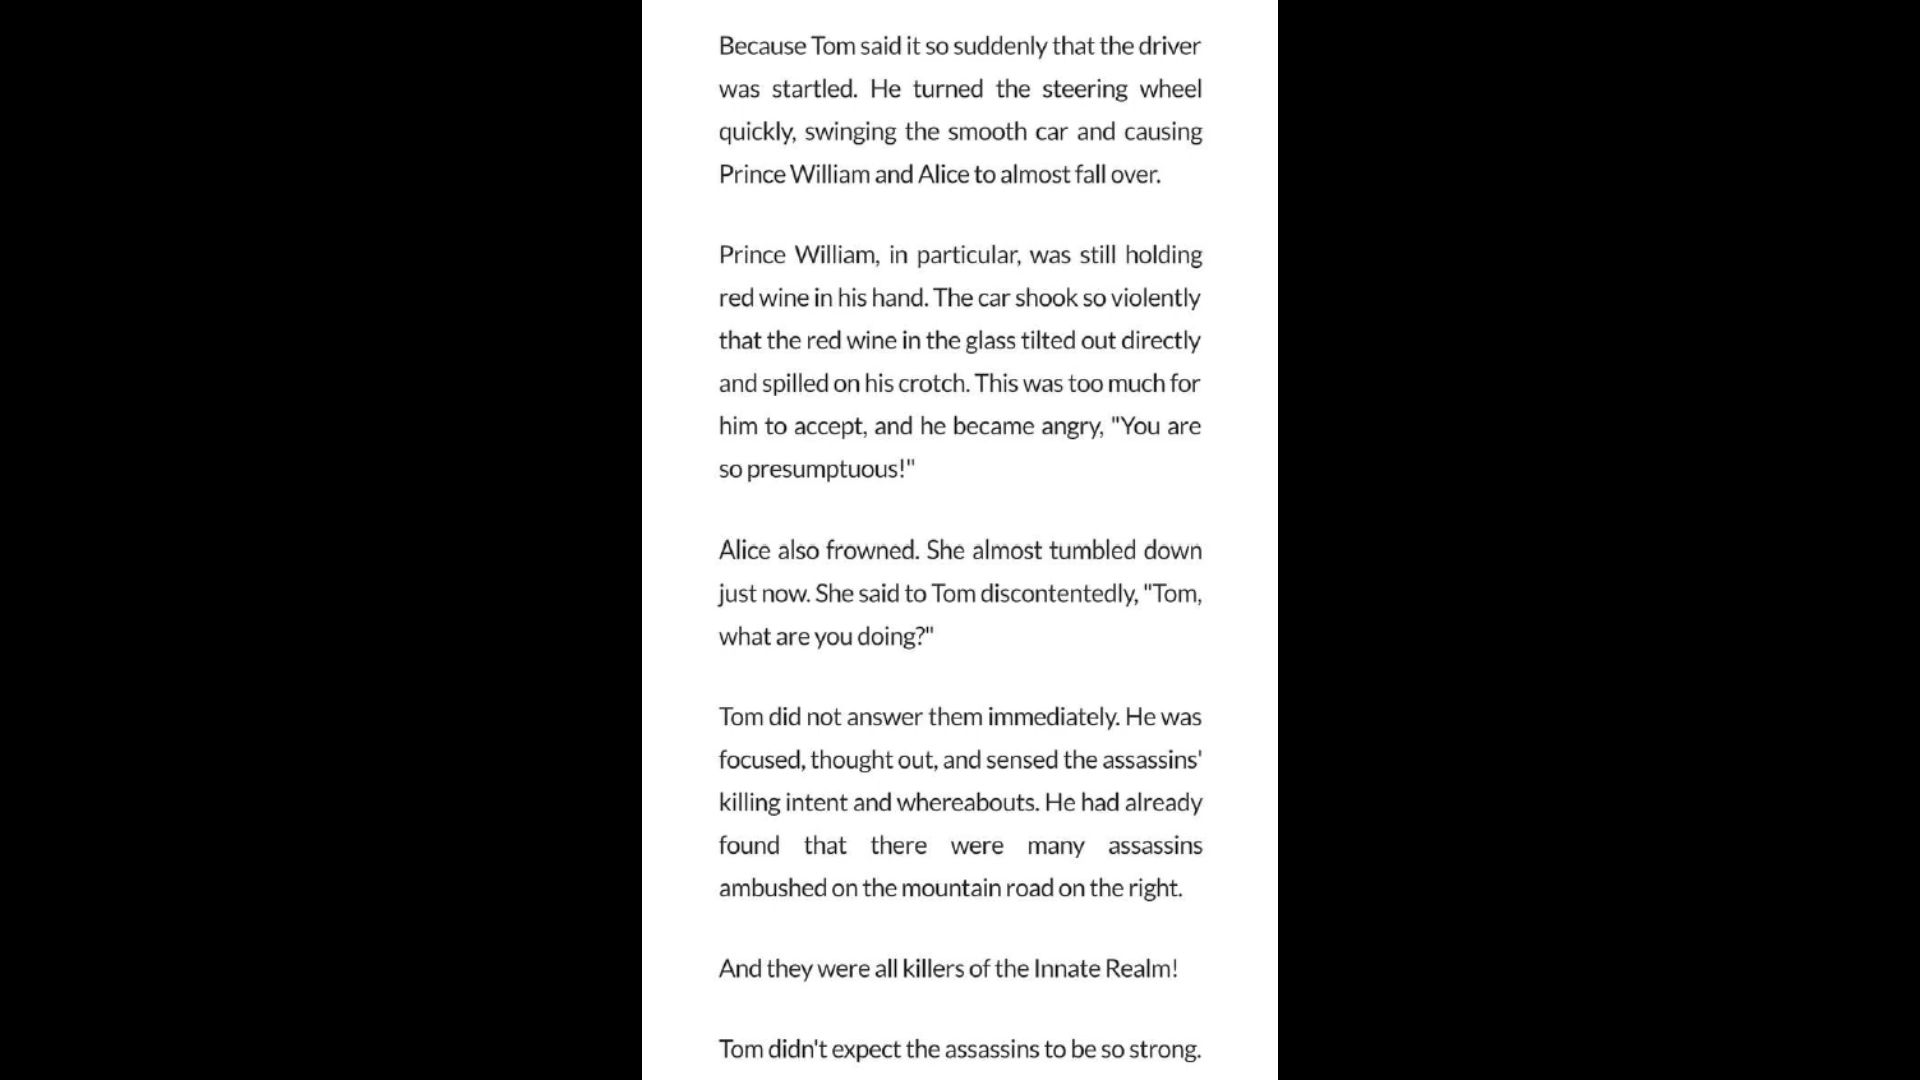 Because Tom said it so suddenly that the driver
was startled. He turned the steering wheel
quickly, swinging the smooth car and causing
Prince William and Alice to almost fall over.
Prince William, in particular, was still holding
red wine in his hand. The car shook so violently
that the red wine in the glass tilted out directly
and spilled on his crotch. This was too much for
him to accept, and he became angry, "You are
so presumptuous!"
Alice also frowned. She almost tumbled down
just now. She said to Tom discontentedly, "Tom,
what are you doing?"
Tom did not answer them immediately. He was
focused, thought out, and sensed the assassins'
killing intent and whereabouts. He had already
found that there were many assassins
ambushed on the mountain road on the right.
And they were all killers of the Innate Realm!
Tom didn't expect the assassins to be so strong.